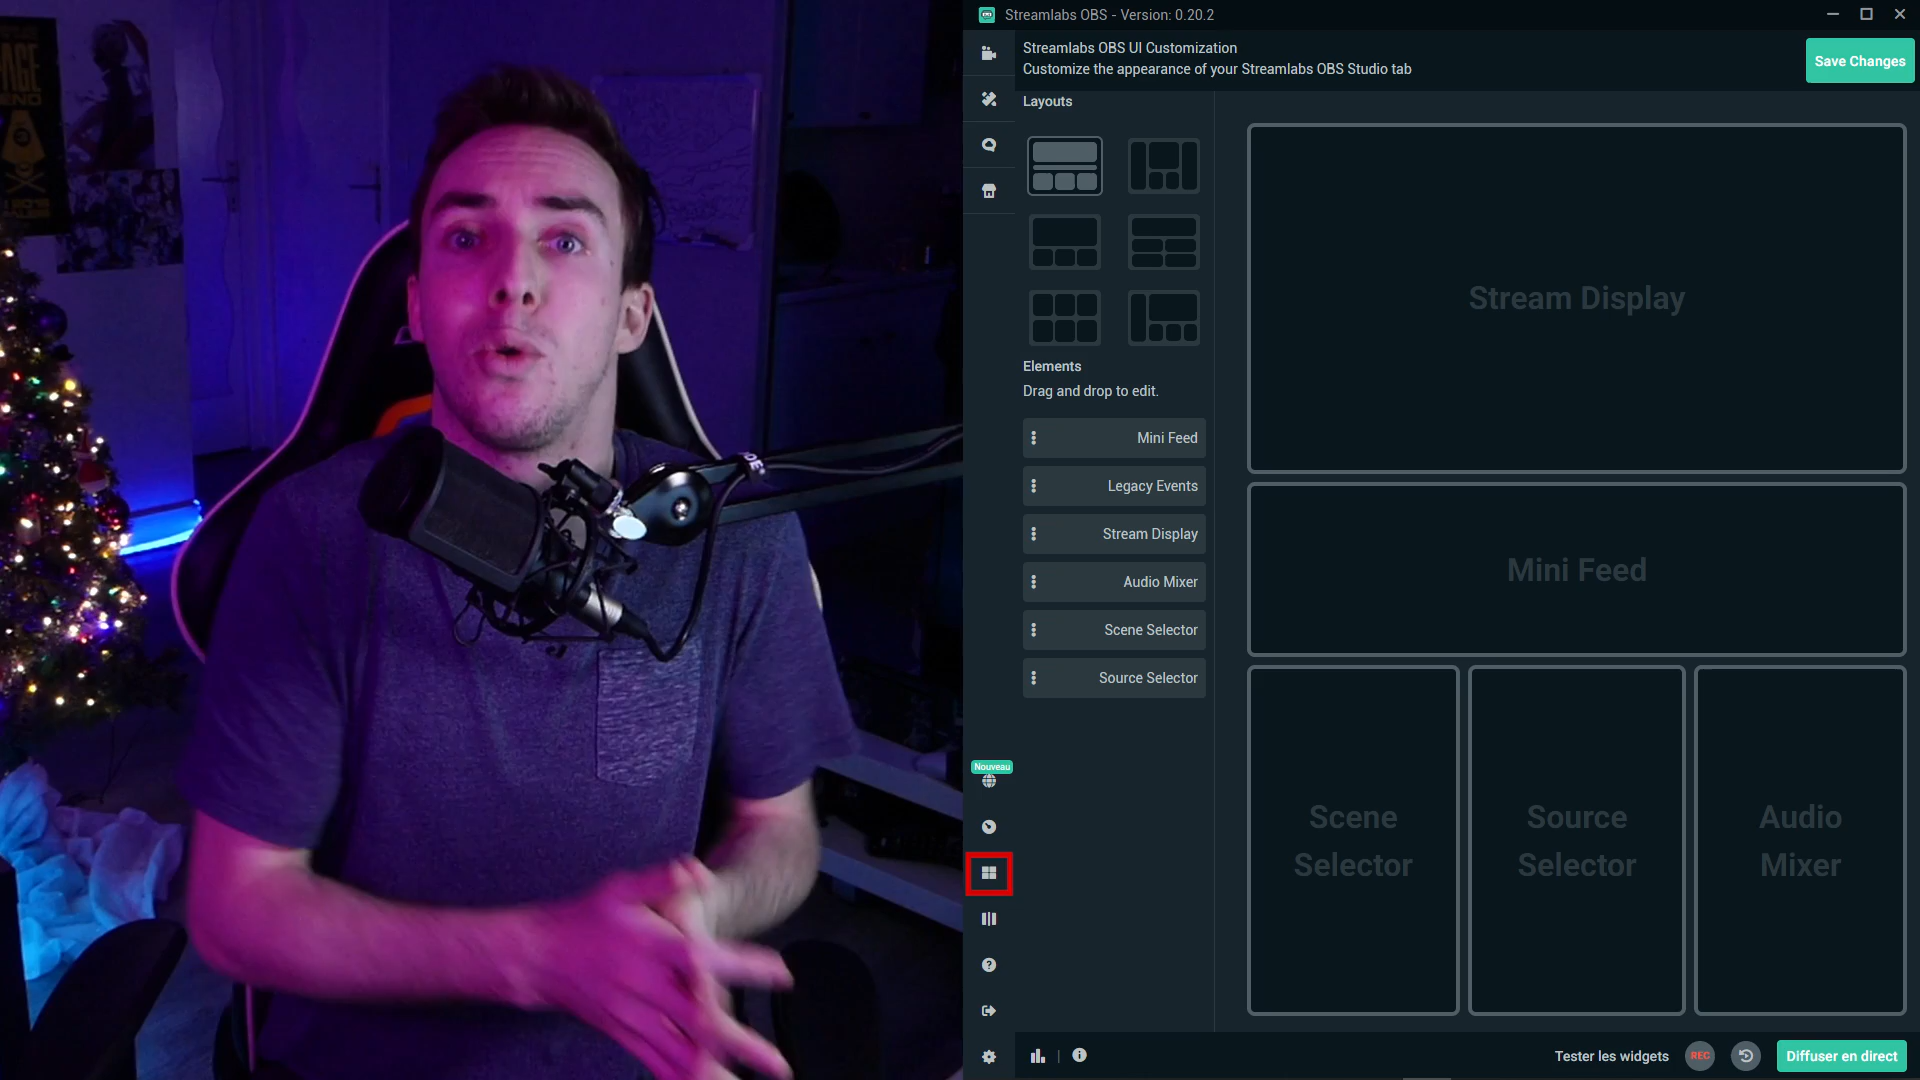 Streamlabs OBS - Version: 0.20.2
Streamlabs OBS UI Customization
Customize the appearance of your Streamlabs OBS Studio tab
Save Changes
Layouts
Elements
Drag and drop to edit.
Mini Feed
Legacy Events
Stream Display
Audio Mixer
Scene Selector
Source Selector
Stream Display
Mini Feed
Scene
Selector
Source
Selector
Audio
Mixer
Nouveau
Tester les widgets
REC
Diffuser en direct